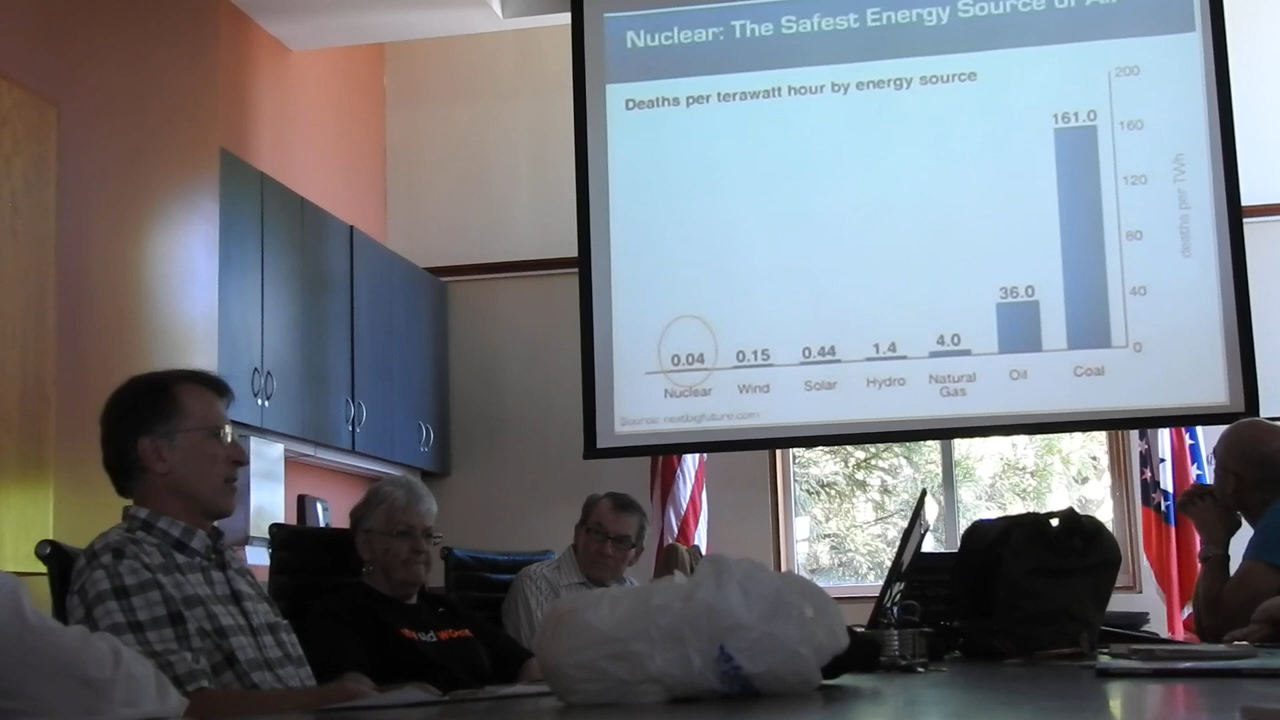 Nuclear: The Safest Energy Source of
Deaths per terawatt hour by energy source
200
161.0
160
120
deaths per TWh
80
36.0
40
0.04
0.15
0.44
1.4
4.0
0
Nuclear
Wind
Solar
Hydro
Natural
Gas
Oil
Coal
Source: nextbigfuture.com